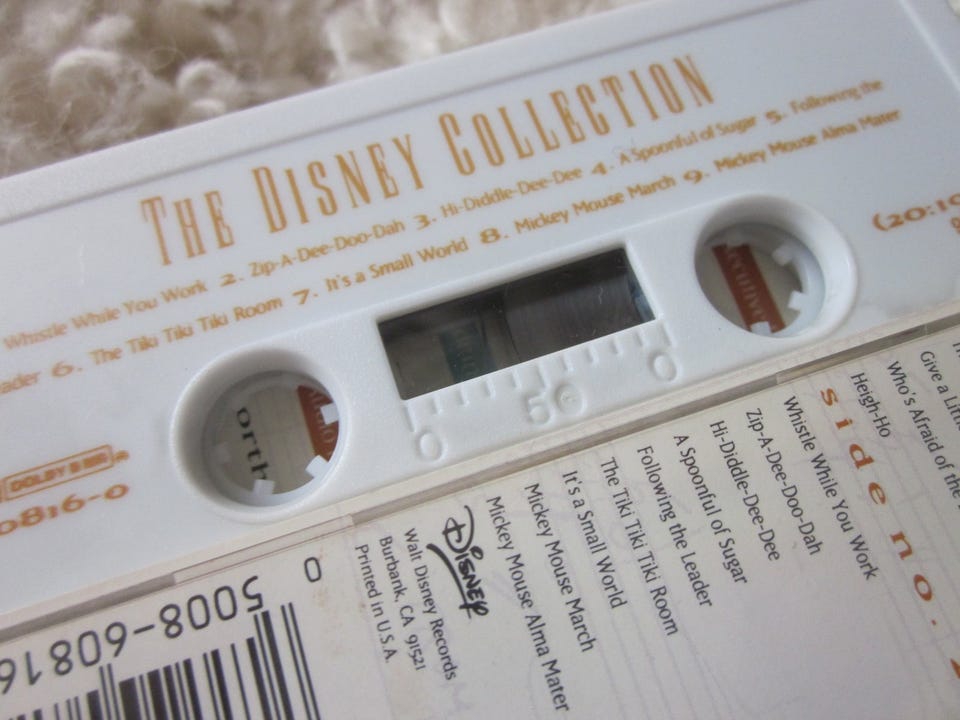 THE DISNEY COLLECTION
Whistle While You Work 2. Zip-A-Dee-Doo-Dah 3. Hi-Diddle-Dee-Dee 4. A Spoonful of Sugar 5. Following the
6. The Tiki Tiki Tiki Room 7. It's a Small World 8. Mickey Mouse March 9. Mickey Mouse Alma Mater
(20:10
DOLBY B NR
0816-0
0 50 0
orth
Give a
Who's Afraid of the
Heigh-Ho
side no.
Whistle While You Work
Zip-A-Dee-Doo-Dah
Hi-Diddle-Dee-Dee
A Spoonful of Sugar
Following the Leader
The Tiki Tiki Tiki Room
It's a Small World
Mickey Mouse March
Mickey Mouse Alma Mater
Disney
Walt Disney Records
Burbank, CA 91521
Printed in U.S.A.
0
5008-60816